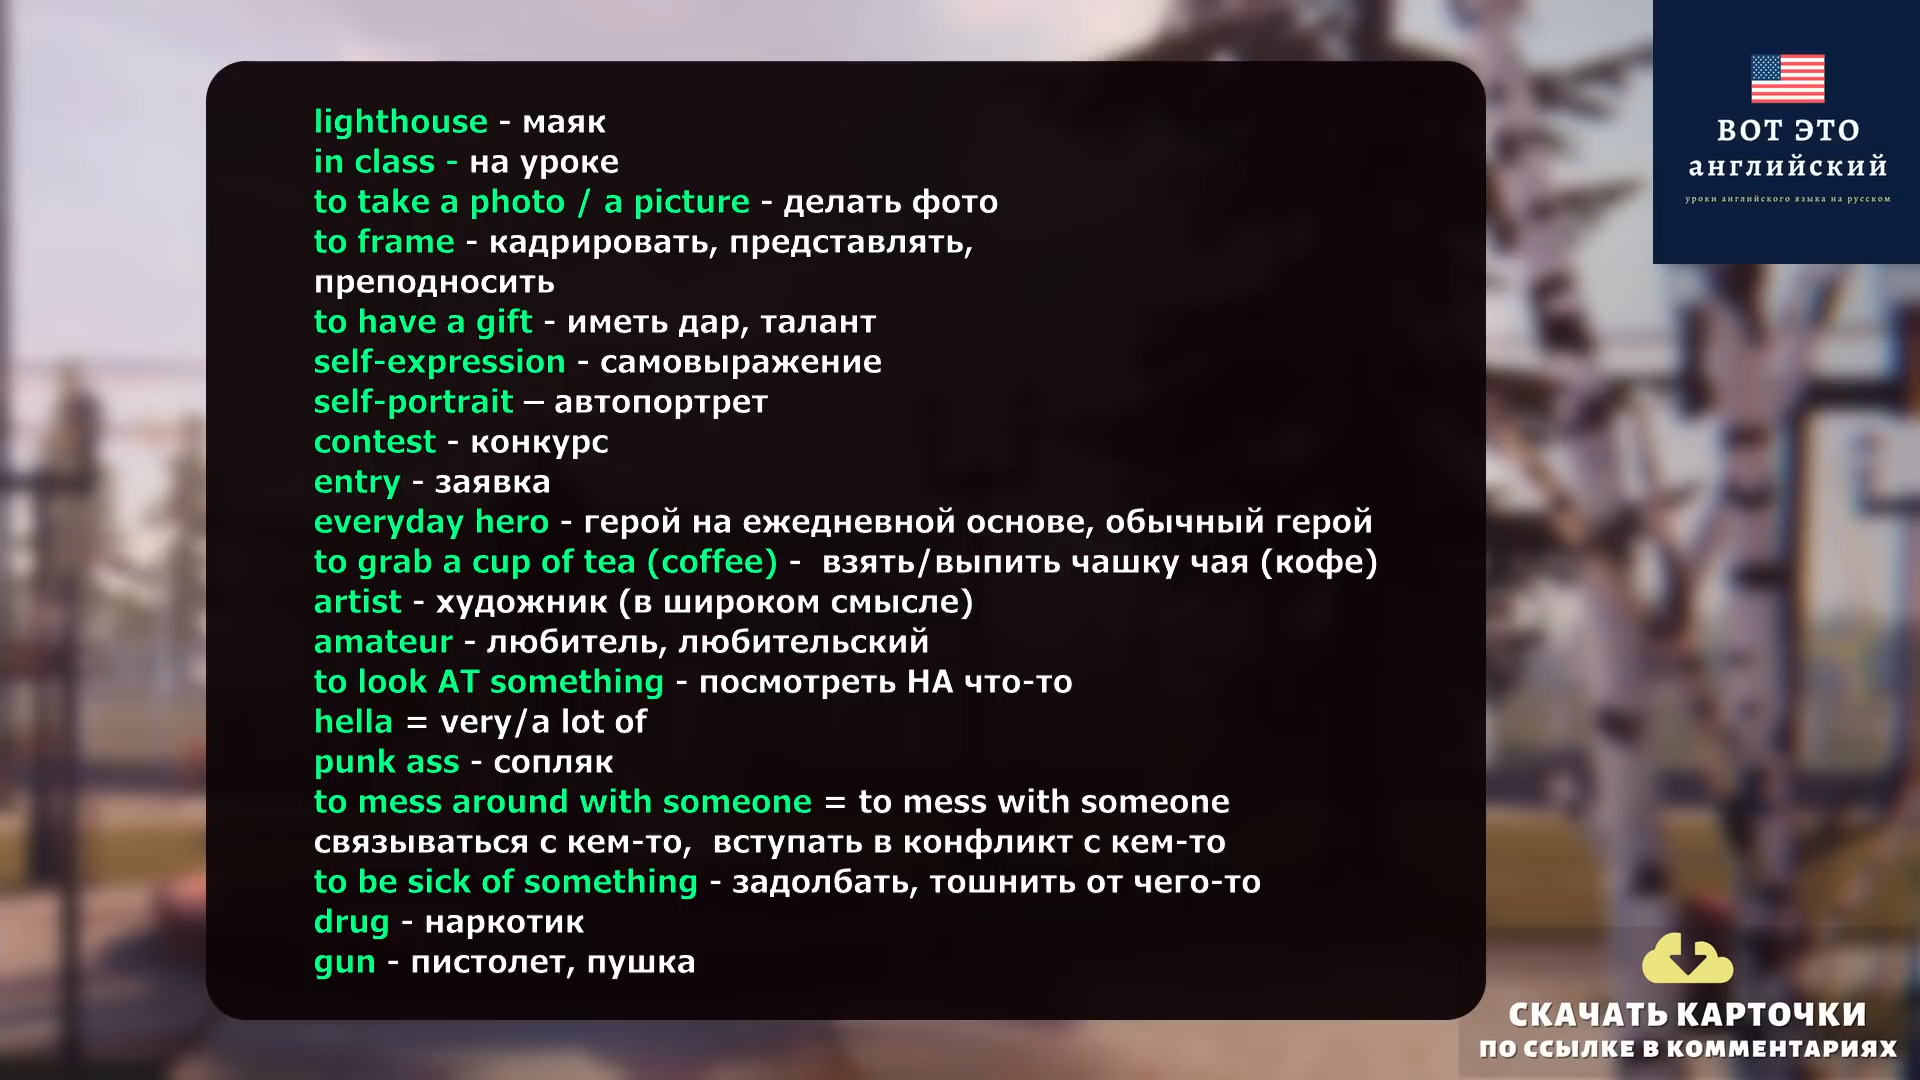 lighthouse - маяк
in class - на уроке
to take a photo / a picture - делать фото
to frame - кадрировать, представлять,
преподносить
to have a gift - иметь дар, талант
self-expression - самовыражение
self-portrait – автопортрет
contest - конкурс
entry - заявка
everyday hero - герой на ежедневной основе, обычный герой
to grab a cup of tea (coffee) -  взять/выпить чашку чая (кофе)
artist - художник (в широком смысле)
amateur - любитель, любительский
to look AT something - посмотреть НА что-то
hella = very/a lot of
punk ass - сопляк
to mess around with someone = to mess with someone
связываться с кем-то,  вступать в конфликт с кем-то
to be sick of something - задолбать, тошнить от чего-то
drug - наркотик
gun - пистолет, пушка
ВОТ ЭТО
английский
уроки английского языка на русском
СКАЧАТЬ КАРТОЧКИ
ПО ССЫЛКЕ В КОММЕНТАРИЯХ